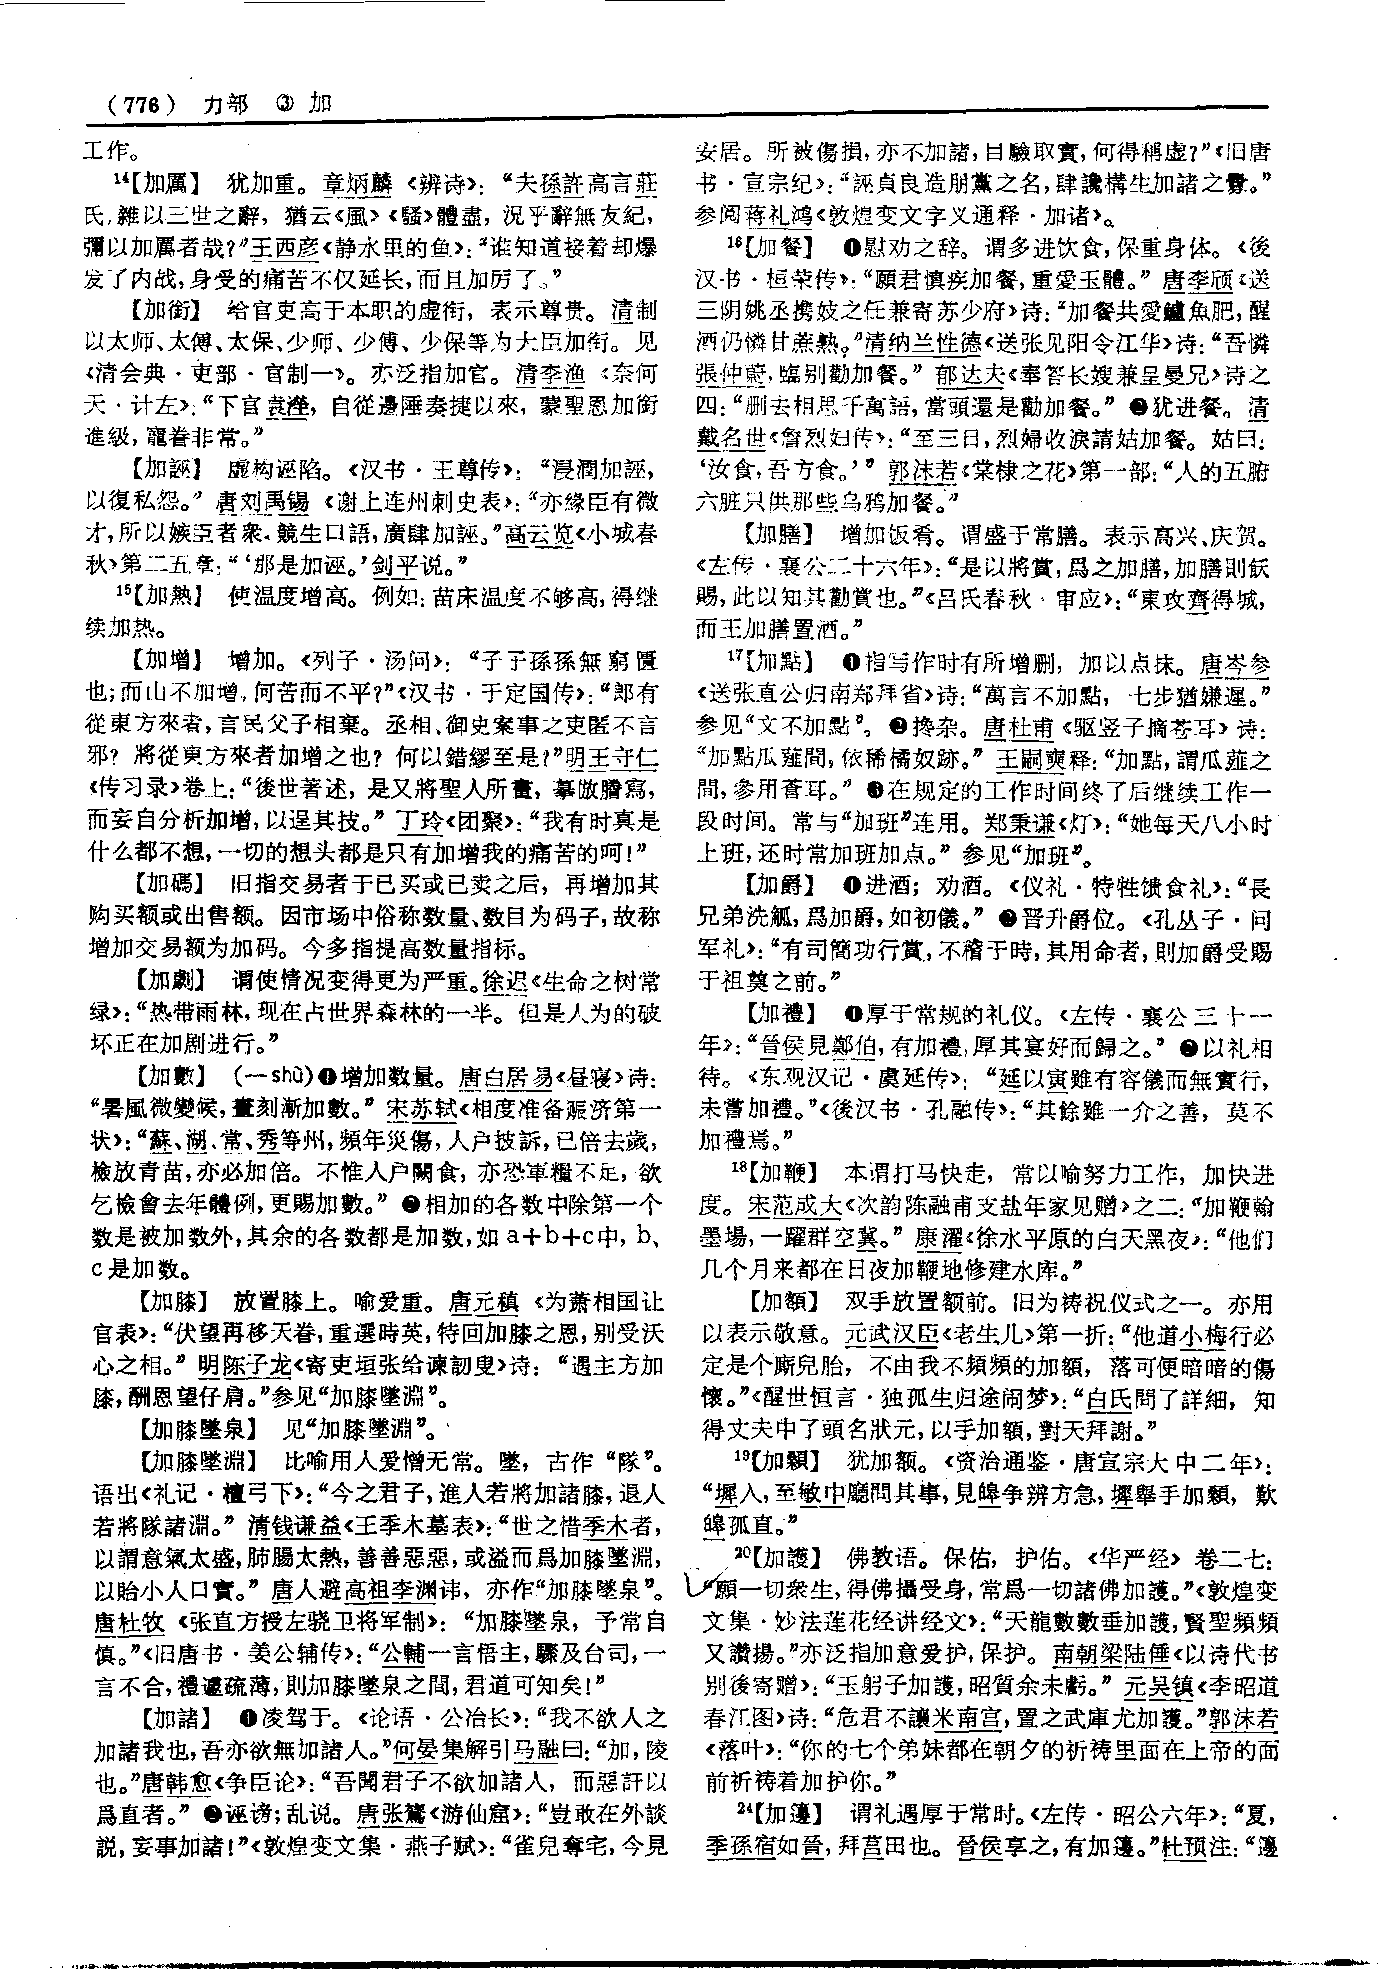 （776） 力部 ③ 加
工作。
14【加厲】 犹加重。章炳麟《辨诗》：“夫孫許高言莊
氏，雜以三世之辭，猶云《風》《騷》體盡，況乎辭無友紀，
彌以加厲者哉？”王西彦《静水里的鱼》：“谁知道接着却爆
发了内战，身受的痛苦不仅延长，而且加厉了。”
【加銜】 给官吏高于本职的虚衔，表示尊贵。清制
以太师、太傅、太保、少师、少傅、少保等为大臣加衔。见
《清会典·吏部·官制一》。亦泛指加官。清李渔《奈何
天·计左》：“下官袁滢，自從邊陲奏捷以來，蒙聖恩加銜
進級，寵眷非常。”
【加誣】 虚构诬陷。《汉书·王尊传》：“浸潤加誣，
以復私怨。”唐刘禹锡《谢上连州刺史表》：“亦緣臣有微
才，所以嫉臣者衆，競生口語，廣肆加誣。”高云览《小城春
秋》第二五章：“‘那是加诬。’剑平说。”
15【加熱】 使温度增高。例如：苗床温度不够高，得继
续加热。
【加增】 增加。《列子·汤问》：“子子孫孫無窮匱
也；而山不加增，何苦而不平？”《汉书·于定国传》：“郎有
從東方來者，言民父子相棄。丞相、御史案事之吏匿不言
邪？將從東方來者加增之也？何以錯繆至是？”明王守仁
《传习录》卷上：“後世著述，是又將聖人所畫，摹倣謄寫，
而妄自分析加增，以逞其技。”丁玲《团聚》：“我有时真是
什么都不想，一切的想头都是只有加增我的痛苦的呵！”
【加碼】 旧指交易者于已买或已卖之后，再增加其
购买额或出售额。因市场中俗称数量、数目为码子，故称
增加交易额为加码。今多指提高数量指标。
【加劇】 谓使情况变得更为严重。徐迟《生命之树常
绿》：“热带雨林，现在占世界森林的一半。但是人为的破
坏正在加剧进行。”
【加數】 （一shù）❶增加数量。唐白居易《昼寝》诗：
“暑風微變候，晝刻漸加數。”宋苏轼《相度准备赈济第一
状》：“蘇、湖、常、秀等州，頻年災傷，人户披訴，已倍去歲，
檢放青苗，亦必加倍。不惟人户闕食，亦恐軍糧不足，欲
乞檢會去年體例，更賜加數。”❷相加的各数中除第一个
数是被加数外，其余的各数都是加数，如 a＋b＋c中，b、
c是加数。
【加膝】 放置膝上。喻爱重。唐元稹《为萧相国让
官表》：“伏望再移天眷，重選時英，特回加膝之恩，别受沃
心之相。”明陈子龙《寄吏垣张给谏訒叟》诗：“遇主方加
膝，酬恩望仔肩。”参见“加膝墜淵”。
【加膝墜泉】 见“加膝墜淵”。
【加膝墜淵】 比喻用人爱憎无常。墜，古作“隊”。
语出《礼记·檀弓下》：“今之君子，進人若將加諸膝，退人
若將隊諸淵。”清钱谦益《王季木墓表》：“世之惜季木者，
以謂意氣太盛，肺腸太熱，善善惡惡，或溢而爲加膝墜淵，
以貽小人口實。”唐人避高祖李渊讳，亦作“加膝墜泉”。
唐杜牧《张直方授左骁卫将军制》：“加膝墜泉，予常自
慎。”《旧唐书·姜公辅传》：“公輔一言悟主，驟及台司，一
言不合，禮遽疏薄，則加膝墜泉之間，君道可知矣！”
【加諸】 ❶凌驾于。《论语·公冶长》：“我不欲人之
加諸我也，吾亦欲無加諸人。”何晏集解引马融曰：“加，陵
也。”唐韩愈《争臣论》：“吾聞君子不欲加諸人，而惡訐以
爲直者。”❷诬谤；乱说。唐张鷟《游仙窟》：“豈敢在外談
説，妄事加諸！”《敦煌变文集·燕子赋》：“雀兒奪宅，今見
安居。所被傷損，亦不加諸，目驗取實，何得稱虚？”《旧唐
书·宣宗纪》：“誣貞良造朋黨之名，肆讒構生加諸之釁。”
参阅蒋礼鸿《敦煌变文字义通释·加诸》。
16【加餐】 ❶慰劝之辞。谓多进饮食，保重身体。《後
汉书·桓荣传》：“願君慎疾加餐，重愛玉體。”唐李颀《送
三阴姚丞携妓之任兼寄苏少府》诗：“加餐共愛鱸魚肥，醒
酒仍憐甘蔗熟。”清纳兰性德《送张见阳令江华》诗：“吾憐
張仲蔚，臨别勸加餐。”郁达夫《奉答长嫂兼呈曼兄》诗之
四：“删去相思千萬語，當頭還是勸加餐。”❷犹进餐。清
戴名世《詹烈妇传》：“至三日，烈婦收淚請姑加餐。姑曰：
‘汝食，吾方食。’”郭沫若《棠棣之花》第一部：“人的五腑
六脏只供那些乌鸦加餐。”
【加膳】 增加饭肴。谓盛于常膳。表示高兴、庆贺。
《左传·襄公二十六年》：“是以將賞，爲之加膳，加膳則飫
賜，此以知其勸賞也。”《吕氏春秋·审应》：“東攻齊得城，
而王加膳置酒。”
17【加點】 ❶指写作时有所增删，加以点抹。唐岑参
《送张直公归南郑拜省》诗：“萬言不加點，七步猶嫌遲。”
参见“文不加點”。❷搀杂。唐杜甫《驱竖子摘苍耳》诗：
“加點瓜薤間，依稀橘奴跡。”王嗣奭释：“加點，謂瓜薤之
間，參用蒼耳。”❸在规定的工作时间终了后继续工作一
段时间。常与“加班”连用。郑秉谦《灯》：“她每天八小时
上班，还时常加班加点。”参见“加班”。
【加爵】 ❶进酒；劝酒。《仪礼·特牲馈食礼》：“長
兄弟洗觚，爲加爵，如初儀。”❷晋升爵位。《孔丛子·问
军礼》：“有司簡功行賞，不稽于時，其用命者，則加爵受賜
于祖奠之前。”
【加禮】 ❶厚于常规的礼仪。《左传·襄公三十一
年》：“晉侯見鄭伯，有加禮，厚其宴好而歸之。”❷以礼相
待。《东观汉记·虞延传》：“延以寅雖有容儀而無實行，
未嘗加禮。”《後汉书·孔融传》：“其餘雖一介之善，莫不
加禮焉。”
18【加鞭】 本谓打马快走，常以喻努力工作，加快进
度。宋范成大《次韵陈融甫支盐年家见赠》之二：“加鞭翰
墨場，一躍群空冀。”康濯《徐水平原的白天黑夜》：“他们
几个月来都在日夜加鞭地修建水库。”
【加額】 双手放置额前。旧为祷祝仪式之一。亦用
以表示敬意。元武汉臣《老生儿》第一折：“他道小梅行必
定是个廝兒胎，不由我不頻頻的加額，落可便暗暗的傷
懷。”《醒世恒言·独孤生归途闹梦》：“白氏問了詳細，知
得丈夫中了頭名狀元，以手加額，對天拜謝。”
19【加顙】 犹加额。《资治通鉴·唐宣宗大中二年》：
“墀入，至敏中廳問其事，見皞争辨方急，墀舉手加顙，歎
皞孤直。”
20【加護】 佛教语。保佑，护佑。《华严经》卷二七：
“願一切衆生，得佛攝受身，常爲一切諸佛加護。”《敦煌变
文集·妙法莲花经讲经文》：“天龍數數垂加護，賢聖頻頻
又讚揚。”亦泛指加意爱护，保护。南朝梁陆倕《以诗代书
别後寄赠》：“玉躬子加護，昭質余未虧。”元吴镇《李昭道
春江图》诗：“危君不讓米南宫，置之武庫尤加護。”郭沫若
《落叶》：“你的七个弟妹都在朝夕的祈祷里面在上帝的面
前祈祷着加护你。”
24【加籩】 谓礼遇厚于常时。《左传·昭公六年》：“夏，
季孫宿如晉，拜莒田也。晉侯享之，有加籩。”杜预注：“籩